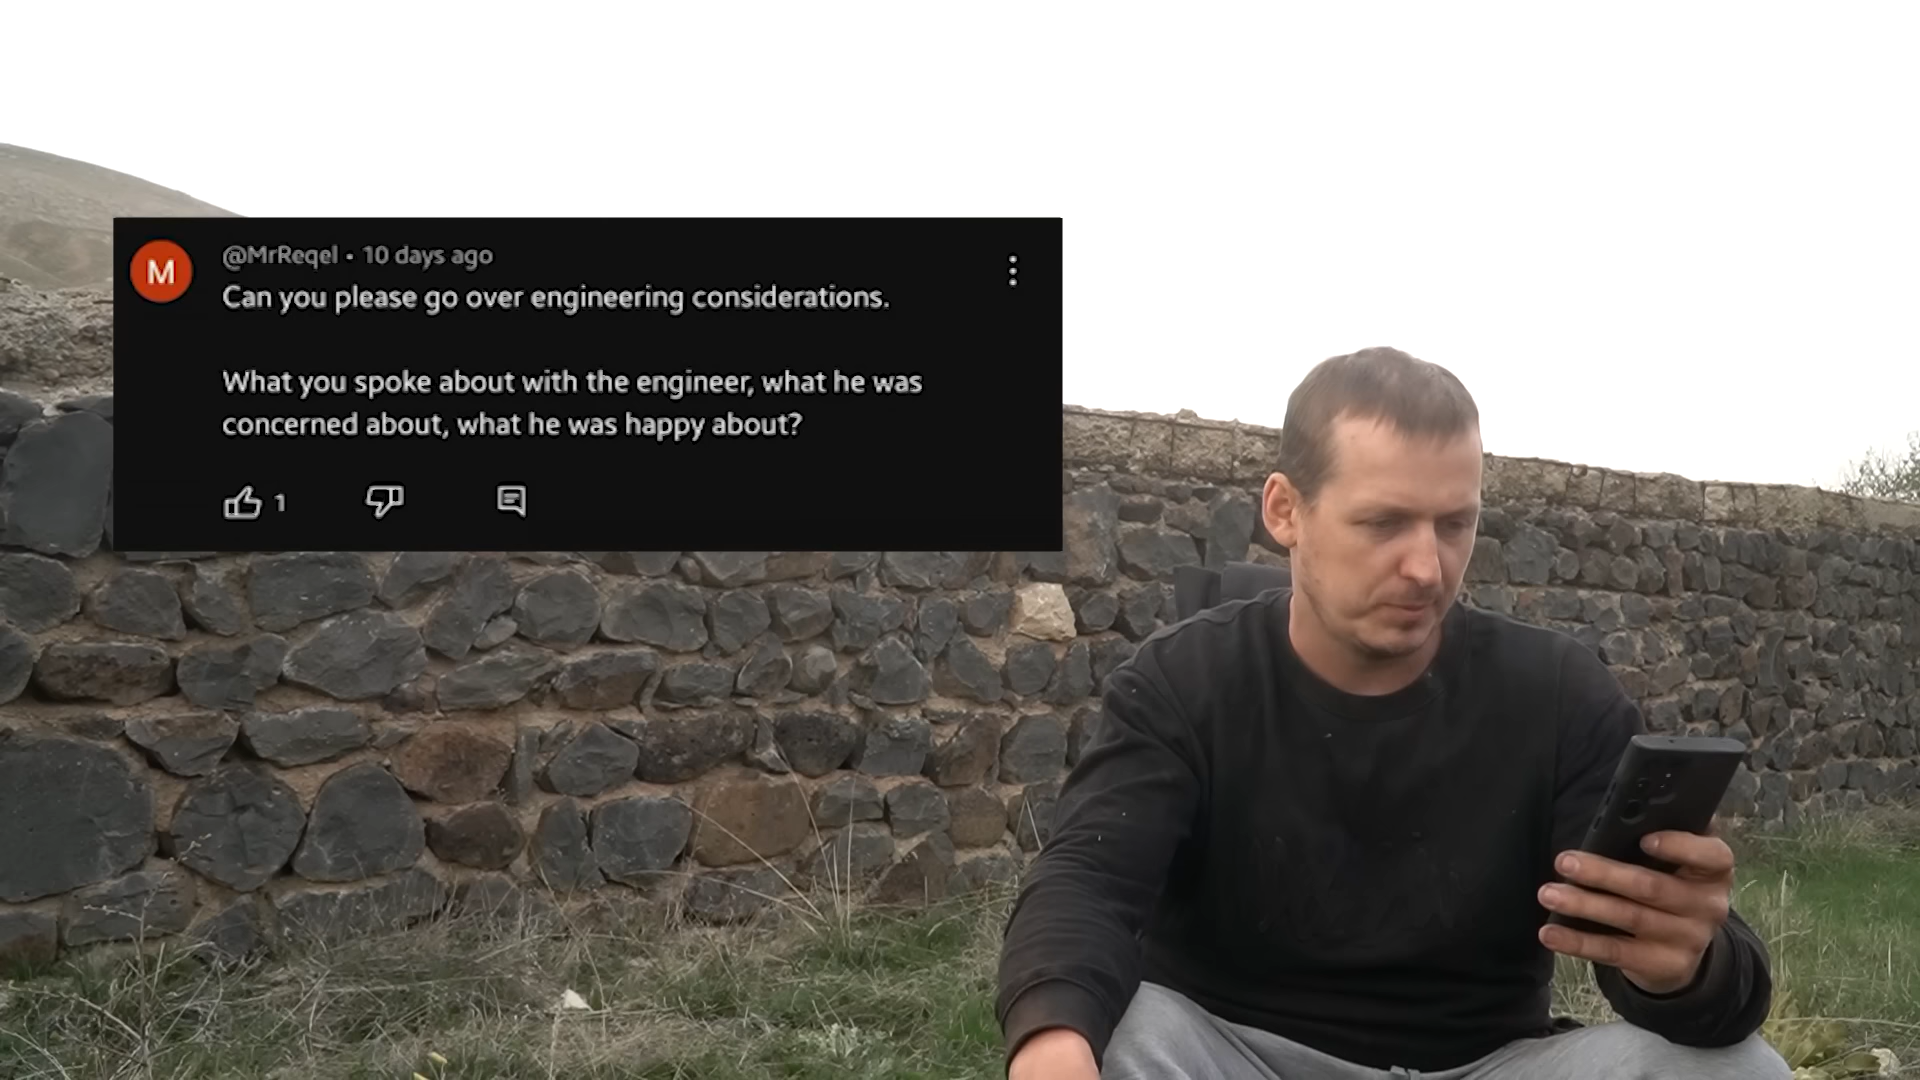 M
@MrReqel • 10 days ago
Can you please go over engineering considerations.
What you spoke about with the engineer, what he was
concerned about, what he was happy about?
1